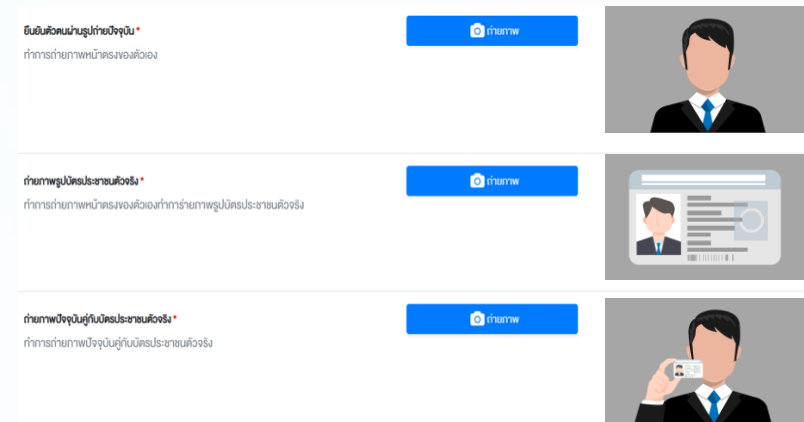 ยืนยันตัวตนผ่านรูปถ่ายปัจจุบัน *
ถ่ายภาพ
ทำการถ่ายภาพหน้าตรงของตัวเอง
ถ่ายภาพรูปบัตรประชาชนตัวจริง *
ถ่ายภาพ
ทำการถ่ายภาพหน้าตรงของตัวเองทำการ่ายภาพรูปบัตรประชาชนตัวจริง
ถ่ายภาพปัจจุบันคู่กับบัตรประชาชนตัวจริง *
ถ่ายภาพ
ทำการถ่ายภาพปัจจุบันคู่กับบัตรประชาชนตัวจริง